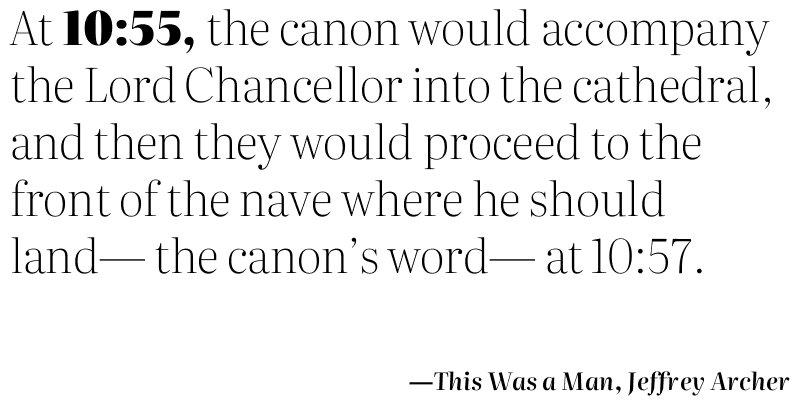 At 10:55, the canon would accompany
the Lord Chancellor into the cathedral,
and then they would proceed to the
front of the nave where he should
land— the canon’s word— at 10:57.
—This Was a Man, Jeffrey Archer